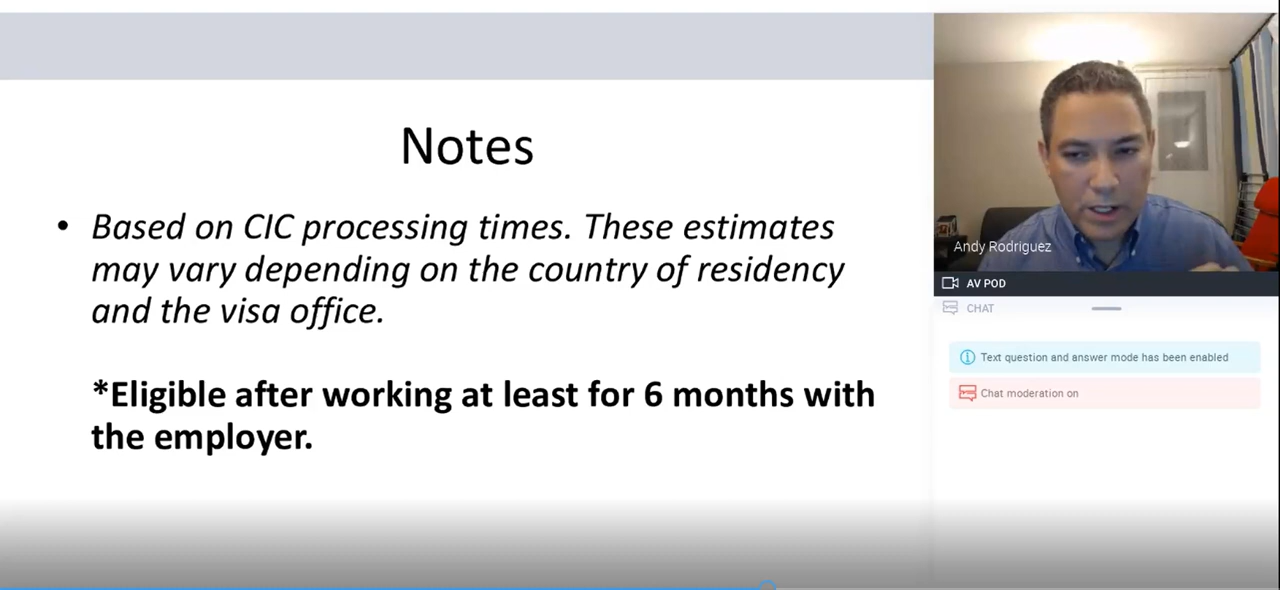 Notes
• Based on CIC processing times. These estimates
may vary depending on the country of residency
and the visa office.
*Eligible after working at least for 6 months with
the employer.
Andy Rodriguez
AV POD
CHAT
Text question and answer mode has been enabled
Chat moderation on